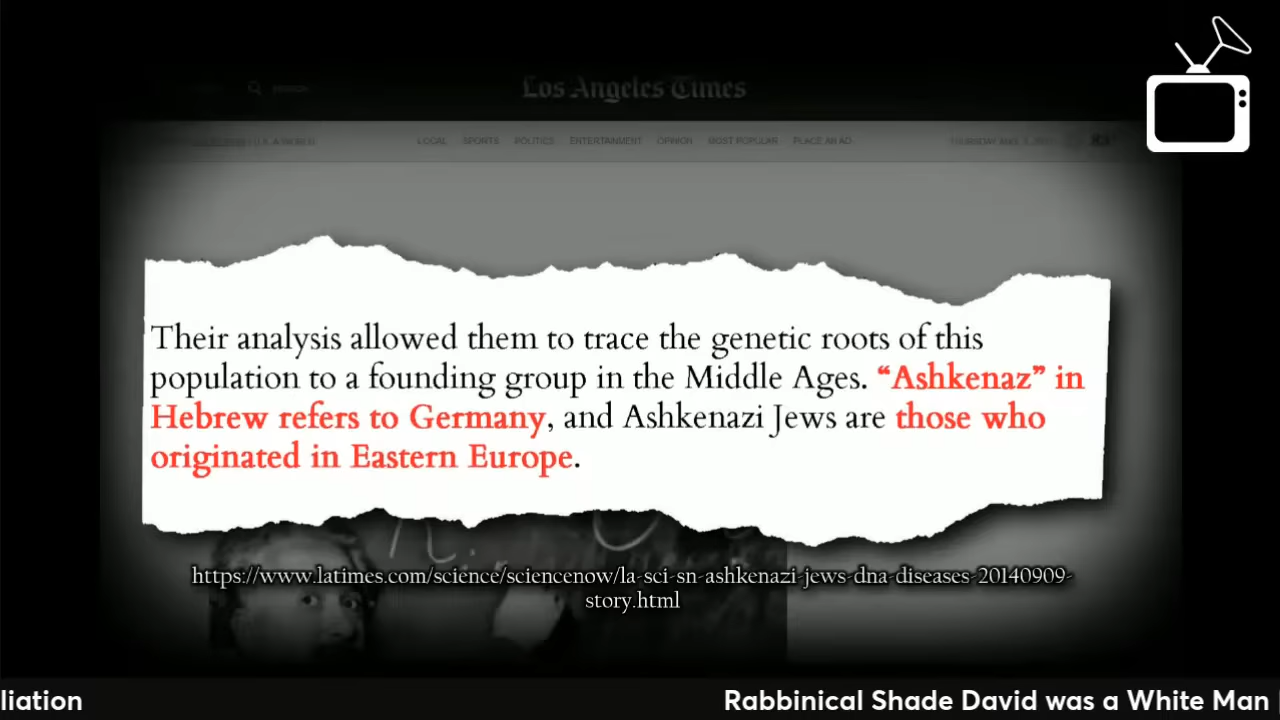 Los Angeles Times
LOCAL SPORTS POLITICS ENTERTAINMENT OPINION MOST POPULAR PLACE AN AD
Their analysis allowed them to trace the genetic roots of this
population to a founding group in the Middle Ages. “Ashkenaz” in
Hebrew refers to Germany, and Ashkenazi Jews are those who
originated in Eastern Europe.
https://www.latimes.com/science/sciencenow/la-sci-sn-ashkenazi-jews-dna-diseases-20140909-
story.html
liation Rabbinical Shade David was a White Man